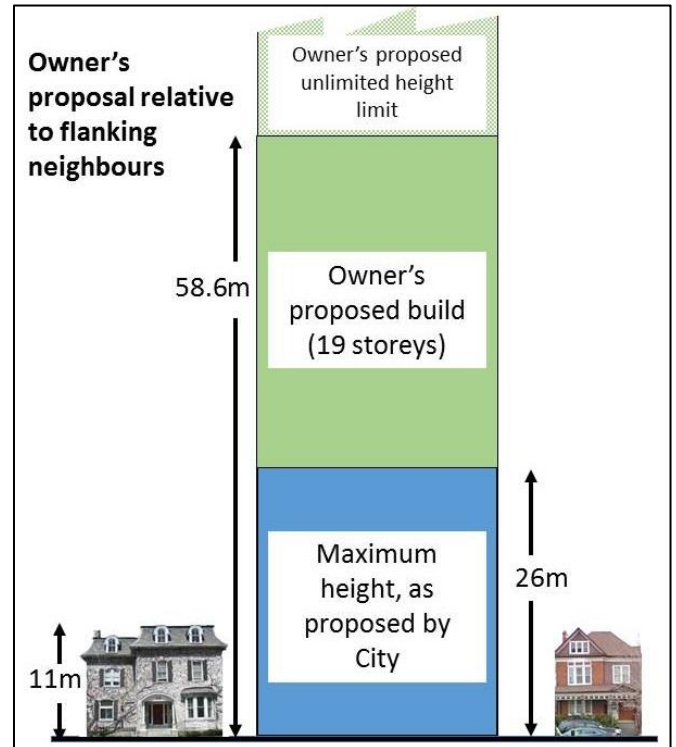 Owner’s
proposal relative
to flanking
neighbours
Owner’s proposed
unlimited height
limit
58.6m
Owner’s
proposed build
(19 storeys)
Maximum
height, as
proposed by
City
26m
11m